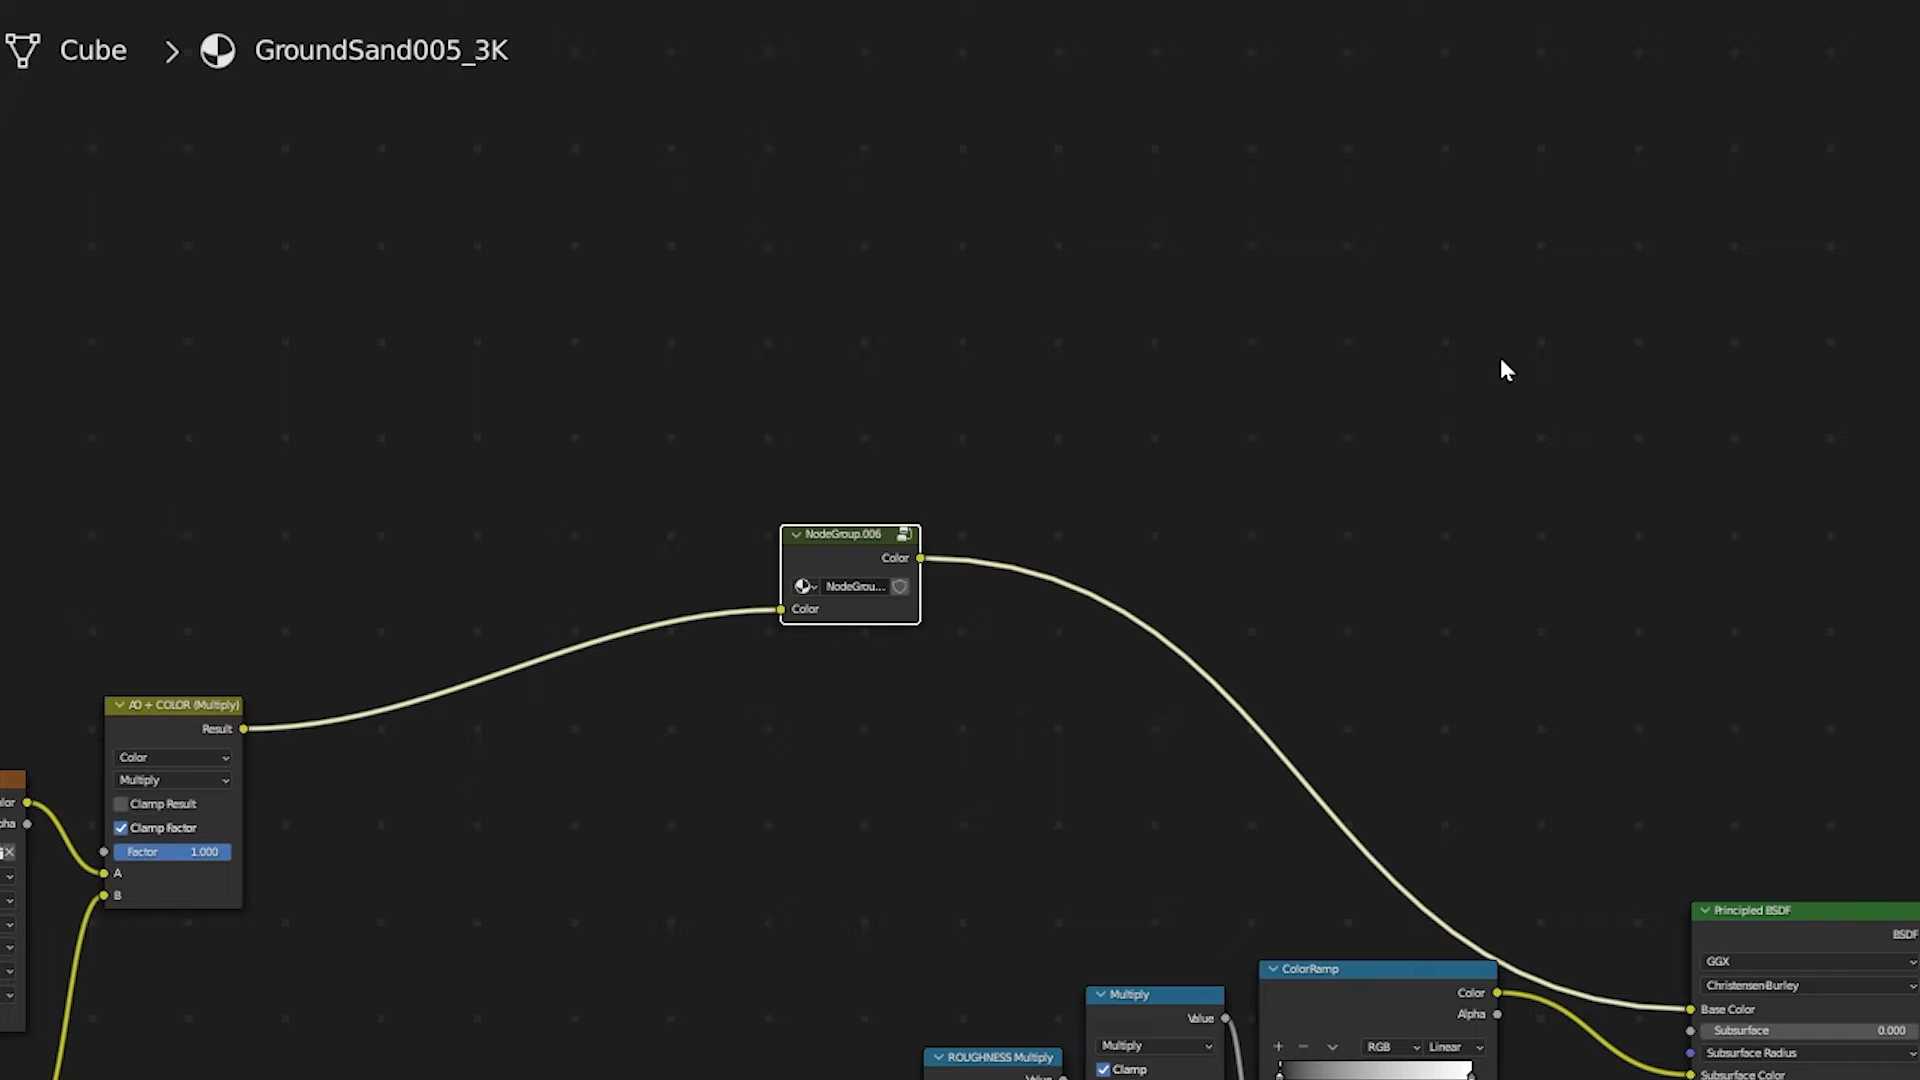 Cube > GroundSand005_3K
NodeGroup.006
Color
NodeGrou...
Color
AO + COLOR (Multiply)
Result
Color
Multiply
Clamp Result
Clamp Factor
Factor 1.000
A
B
Principled BSDF
BSDF
GGX
Christensen-Burley
Base Color
Subsurface 0.000
Subsurface Radius
Subsurface Color
ColorRamp
Color
Alpha
+ − RGB Linear
Multiply
Value
Multiply
Clamp
ROUGHNESS Multiply
Value